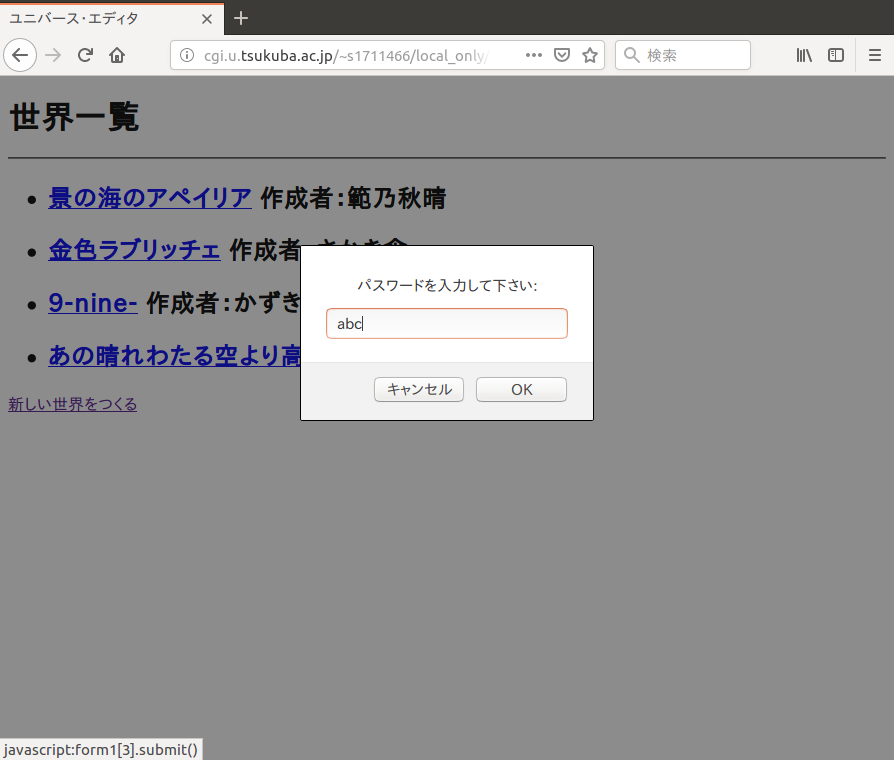 ユニバース・エディタ
cgi.u.tsukuba.ac.jp/~s1711466/local_only/
検索
世界一覧
景の海のアペイリア 作成者：範乃秋晴
金色ラブリッチェ 作成者
9-nine- 作成者：かずき
あの晴れわたる空より高
新しい世界をつくる
パスワードを入力して下さい:
abc
キャンセル OK
javascript:form1[3].submit()